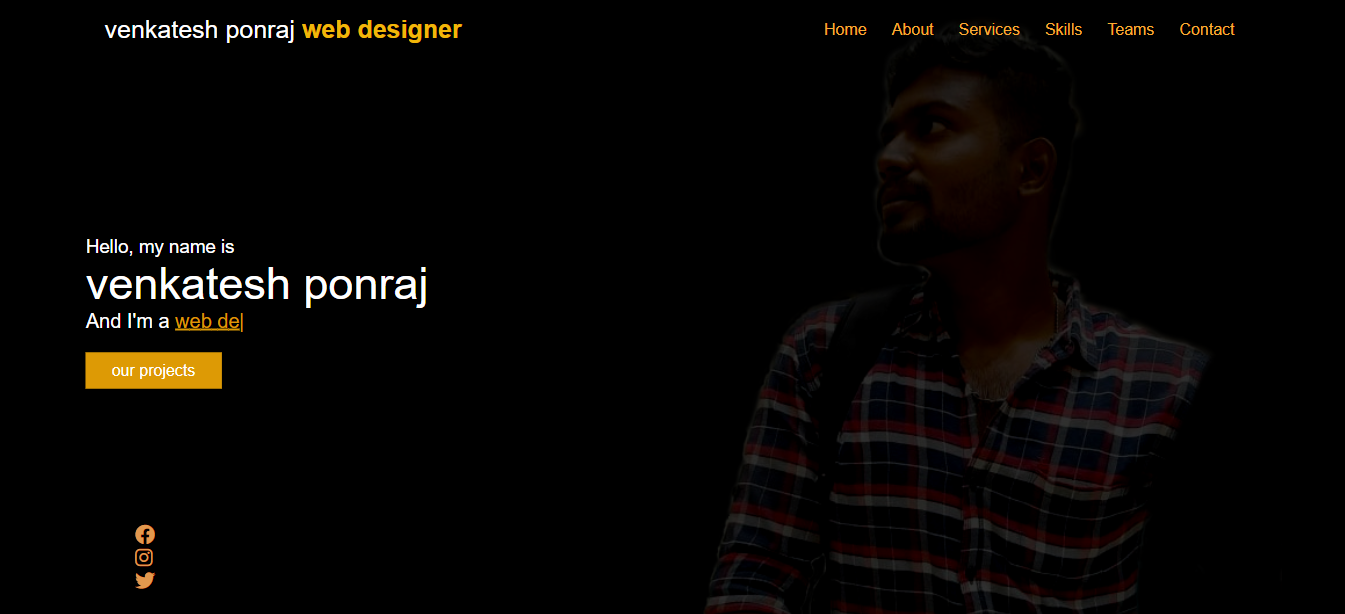 venkatesh ponraj web designer
Home About Services Skills Teams Contact
Hello, my name is
venkatesh ponraj
And I'm a web de|
our projects